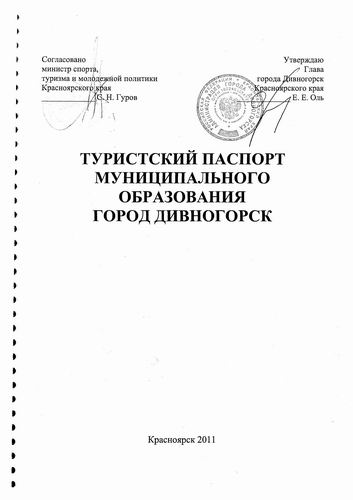 Согласовано
министр спорта,
туризма и молодежной политики
Красноярского края
С. Н. Гуров
Утверждаю
Глава
города Дивногорск
Красноярского края
Е. Е. Оль
ТУРИСТСКИЙ ПАСПОРТ
МУНИЦИПАЛЬНОГО
ОБРАЗОВАНИЯ
ГОРОД ДИВНОГОРСК
Красноярск 2011